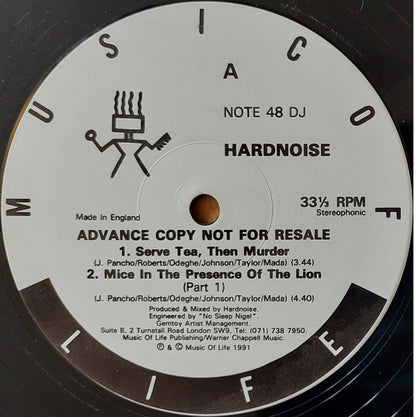 MUSIC OF LIFE
A
NOTE 48 DJ
HARDNOISE
Made in England
33⅓ RPM
Stereophonic
ADVANCE COPY NOT FOR RESALE
1. Serve Tea, Then Murder
(J. Pancho/Roberts/Odeghe/Johnson/Taylor/Mada) (3.44)
2. Mice In The Presence Of The Lion
(Part 1)
(J. Pancho/Roberts/Odeghe/Johnson/Taylor/Mada) (4.40)
Produced & Mixed by Hardnoise.
Engineered by "No Sleep Nigel".
Gemtoy Artist Management.
Suite B, 2 Turnstall Road London SW9, Tel: (071) 738 7950.
Music Of Life Publishing/Warner Chappell Music.
℗ & © Music Of Life 1991